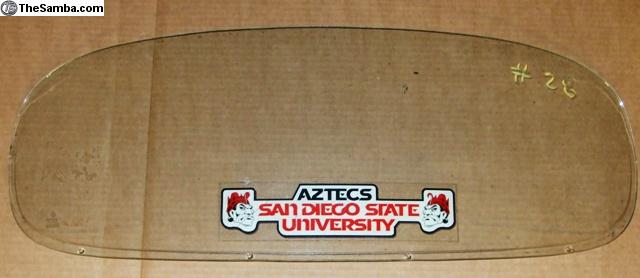 TheSamba.com
# 28
AZTECS
SAN DIEGO STATE
UNIVERSITY